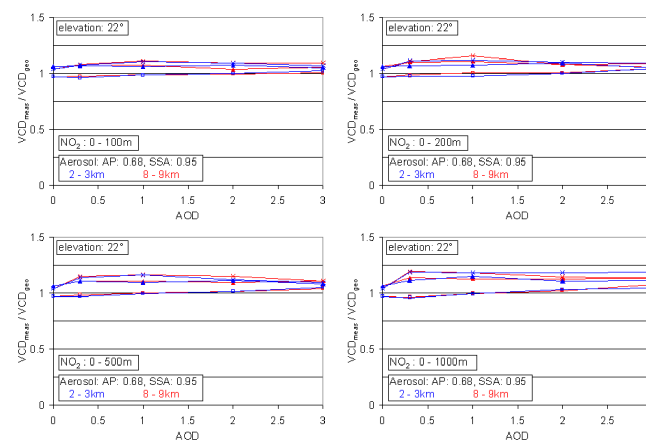 1.5
elevation: 22°
1
0.5
NO2 : 0 - 100m
Aerosol: AP: 0.68, SSA: 0.95
2 - 3km 8 - 9km
0
0 0.5 1 1.5 2 2.5 3
AOD
VCDmeas / VCDgeo
1.5
elevation: 22°
1
0.5
NO2 : 0 - 200m
Aerosol: AP: 0.68, SSA: 0.95
2 - 3km 8 - 9km
0
0 0.5 1 1.5 2 2.5
AOD
VCDmeas / VCDgeo
1.5
elevation: 22°
1
0.5
NO2 : 0 - 500m
Aerosol: AP: 0.68, SSA: 0.95
2 - 3km 8 - 9km
0
0 0.5 1 1.5 2 2.5 3
AOD
VCDmeas / VCDgeo
1.5
elevation: 22°
1
0.5
NO2 : 0 - 1000m
Aerosol: AP: 0.68, SSA: 0.95
2 - 3km 8 - 9km
0
0 0.5 1 1.5 2 2.5
AOD
VCDmeas / VCDgeo